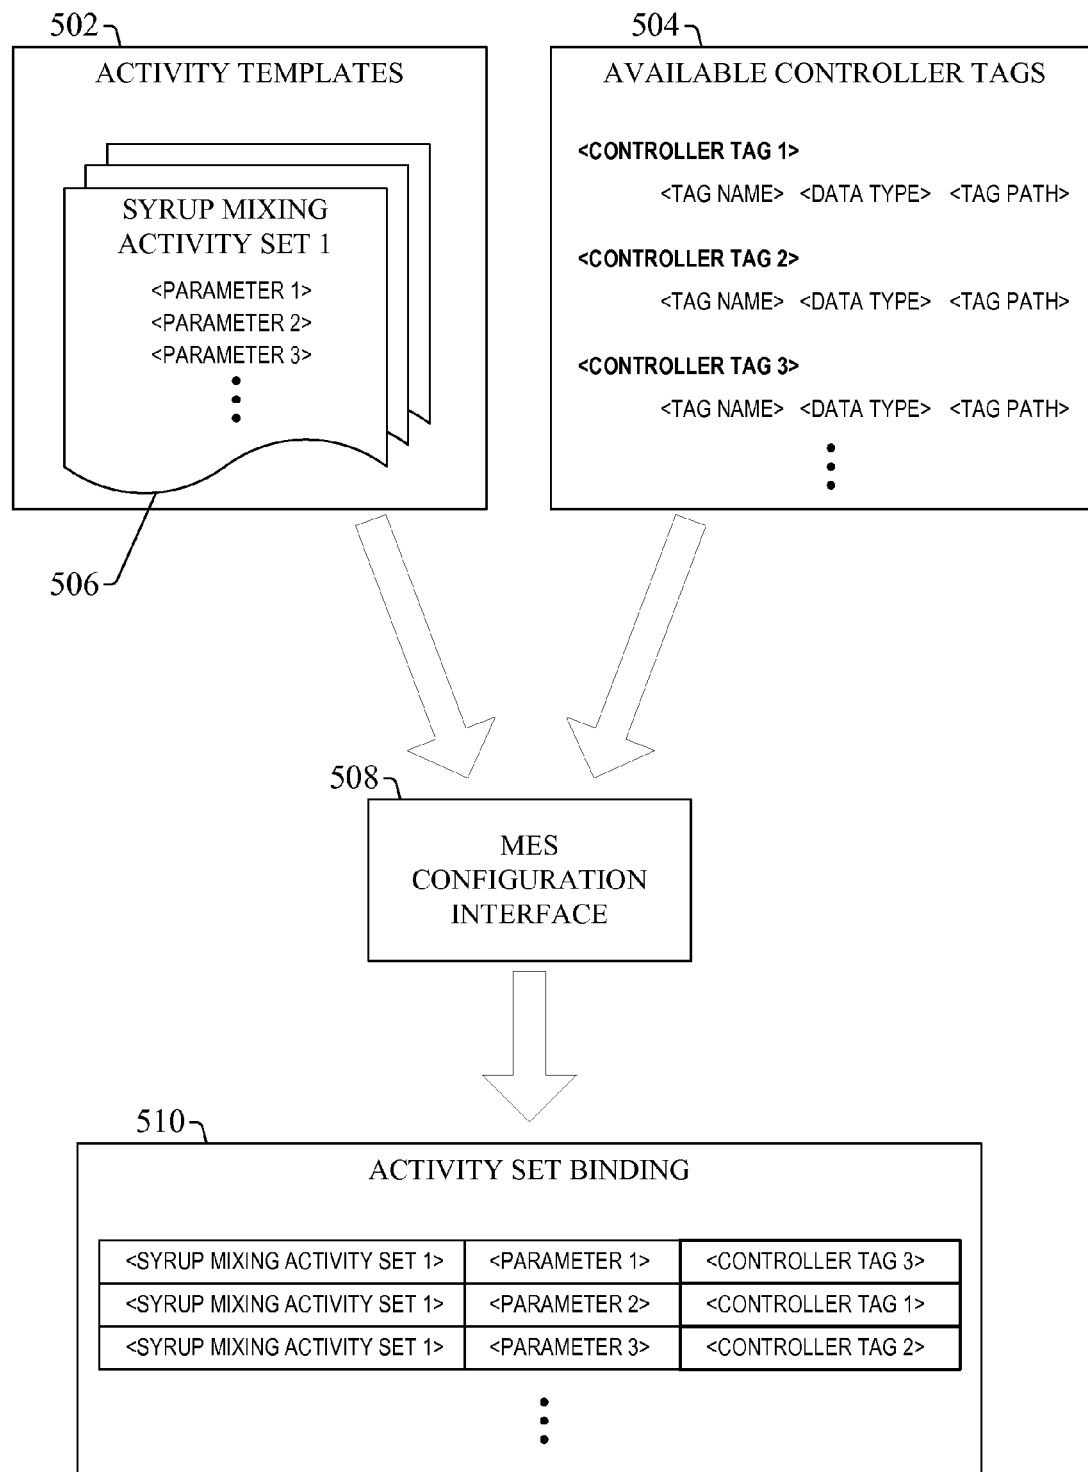 502
ACTIVITY TEMPLATES
SYRUP MIXING
ACTIVITY SET 1
<PARAMETER 1>
<PARAMETER 2>
<PARAMETER 3>
506
504
AVAILABLE CONTROLLER TAGS
<CONTROLLER TAG 1>
<TAG NAME> <DATA TYPE> <TAG PATH>
<CONTROLLER TAG 2>
<TAG NAME> <DATA TYPE> <TAG PATH>
<CONTROLLER TAG 3>
<TAG NAME> <DATA TYPE> <TAG PATH>
508
MES
CONFIGURATION
INTERFACE
510
ACTIVITY SET BINDING
<SYRUP MIXING ACTIVITY SET 1> <PARAMETER 1> <CONTROLLER TAG 3>
<SYRUP MIXING ACTIVITY SET 1> <PARAMETER 2> <CONTROLLER TAG 1>
<SYRUP MIXING ACTIVITY SET 1> <PARAMETER 3> <CONTROLLER TAG 2>